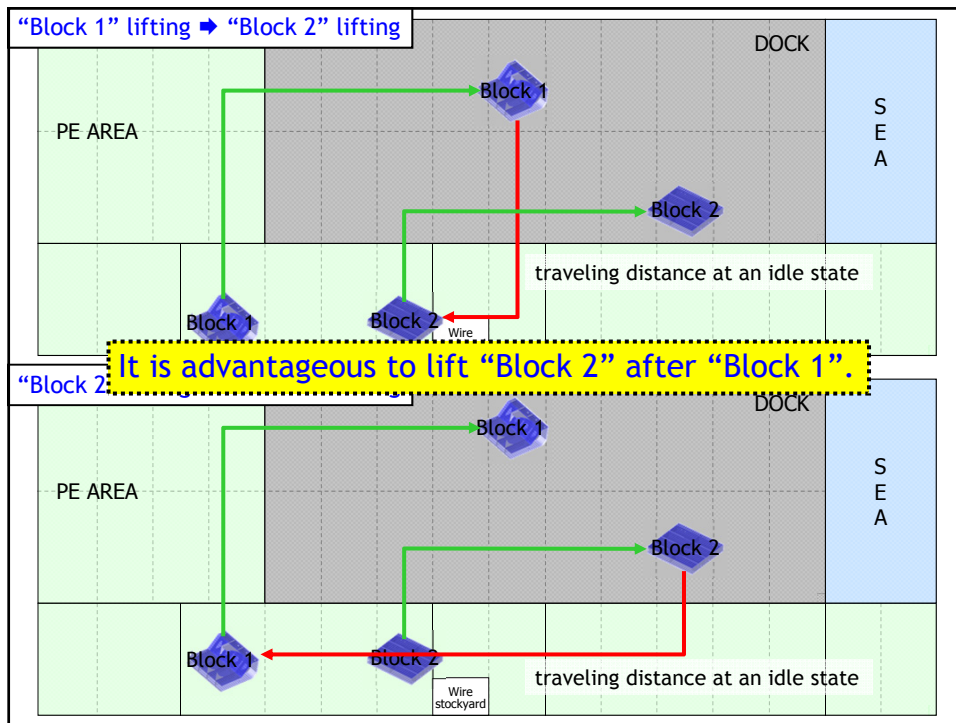 “Block 1” lifting ➡ “Block 2” lifting
DOCK
Block 1
PE AREA
S
E
A
Block 2
traveling distance at an idle state
Block 1
Block 2
Wire
It is advantageous to lift “Block 2” after “Block 1”.
“Block 2
DOCK
Block 1
PE AREA
S
E
A
Block 2
Block 1
Block 2
traveling distance at an idle state
Wire
stockyard